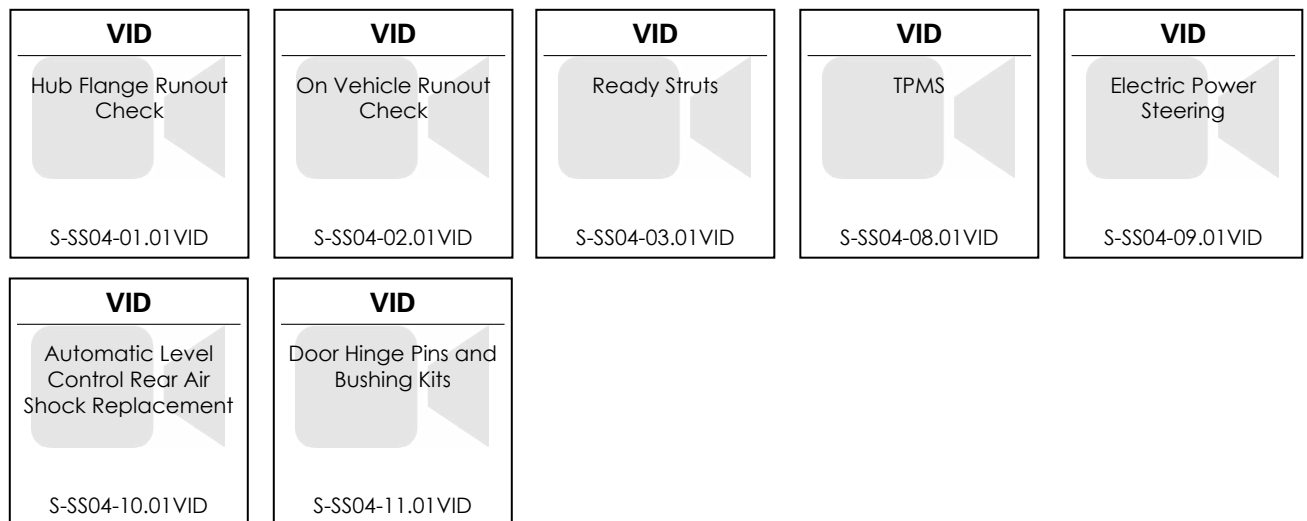 VID
Hub Flange Runout
Check
S-SS04-01.01VID
VID
On Vehicle Runout
Check
S-SS04-02.01VID
VID
Ready Struts
S-SS04-03.01VID
VID
TPMS
S-SS04-08.01VID
VID
Electric Power
Steering
S-SS04-09.01VID
VID
Automatic Level
Control Rear Air
Shock Replacement
S-SS04-10.01VID
VID
Door Hinge Pins and
Bushing Kits
S-SS04-11.01VID